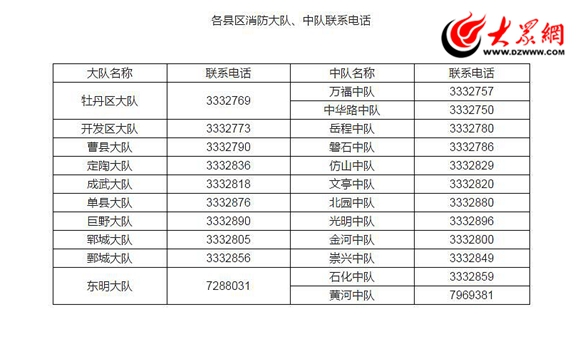 各县区消防大队、中队联系电话
大众網
WWW.DZWWW.COM
大队名称 联系电话 中队名称 联系电话
牡丹区大队 3332769 万福中队 3332757
中华路中队 3332750
开发区大队 3332773 岳程中队 3332780
曹县大队 3332790 磐石中队 3332786
定陶大队 3332836 仿山中队 3332829
成武大队 3332818 文亭中队 3332820
单县大队 3332876 北园中队 3332880
巨野大队 3332890 光明中队 3332896
郓城大队 3332805 金河中队 3332800
鄄城大队 3332856 崇兴中队 3332849
东明大队 7288031 石化中队 3332859
黄河中队 7969381